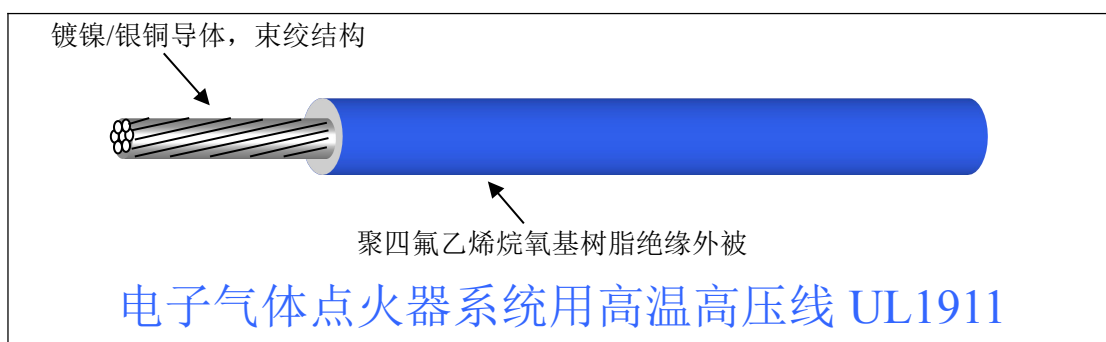 镀镍/银铜导体，束绞结构
聚四氟乙烯烷氧基树脂绝缘外被
电子气体点火器系统用高温高压线 UL1911